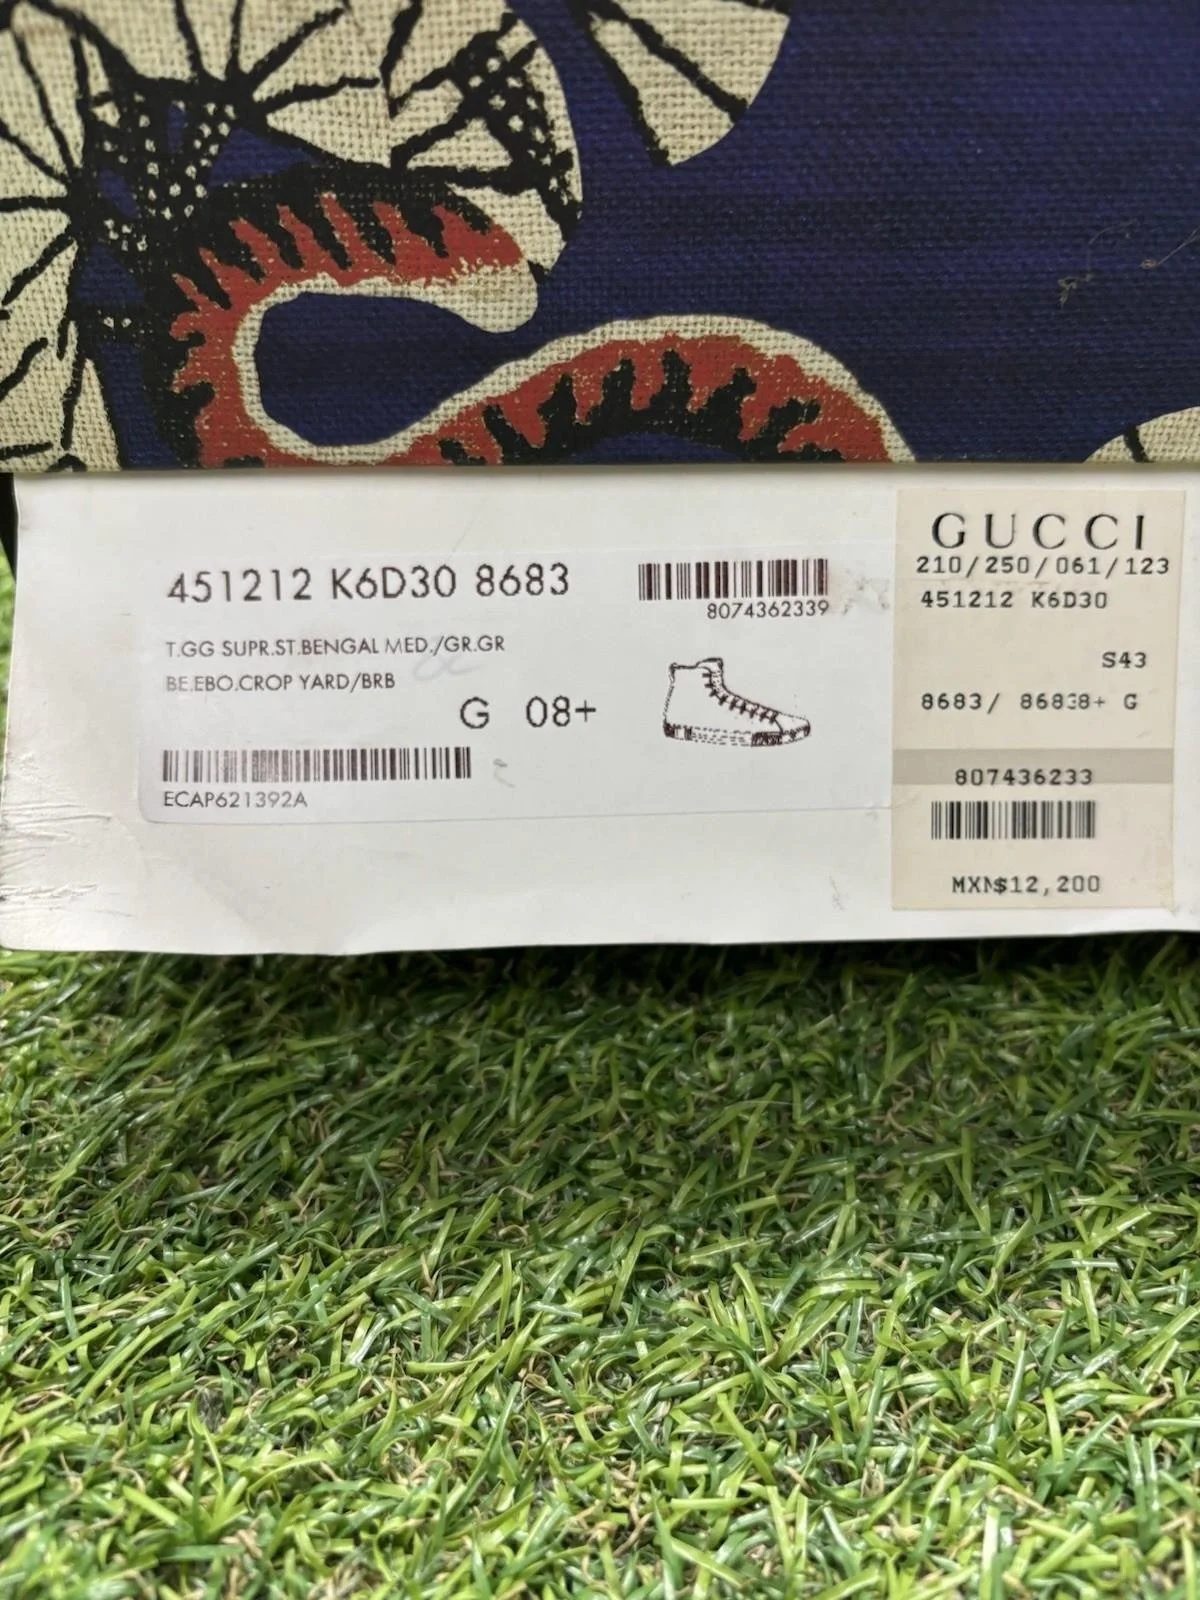 451212 K6D30 8683
8074362339
T.GG SUPR.ST.BENGAL MED./GR.GR
BE.EBO.CROP YARD/BRB
G 08+
ECAP621392A
GUCCI
210/250/061/123
451212 K6D30
S43
8683/ 86838+ G
807436233
MXN$12,200